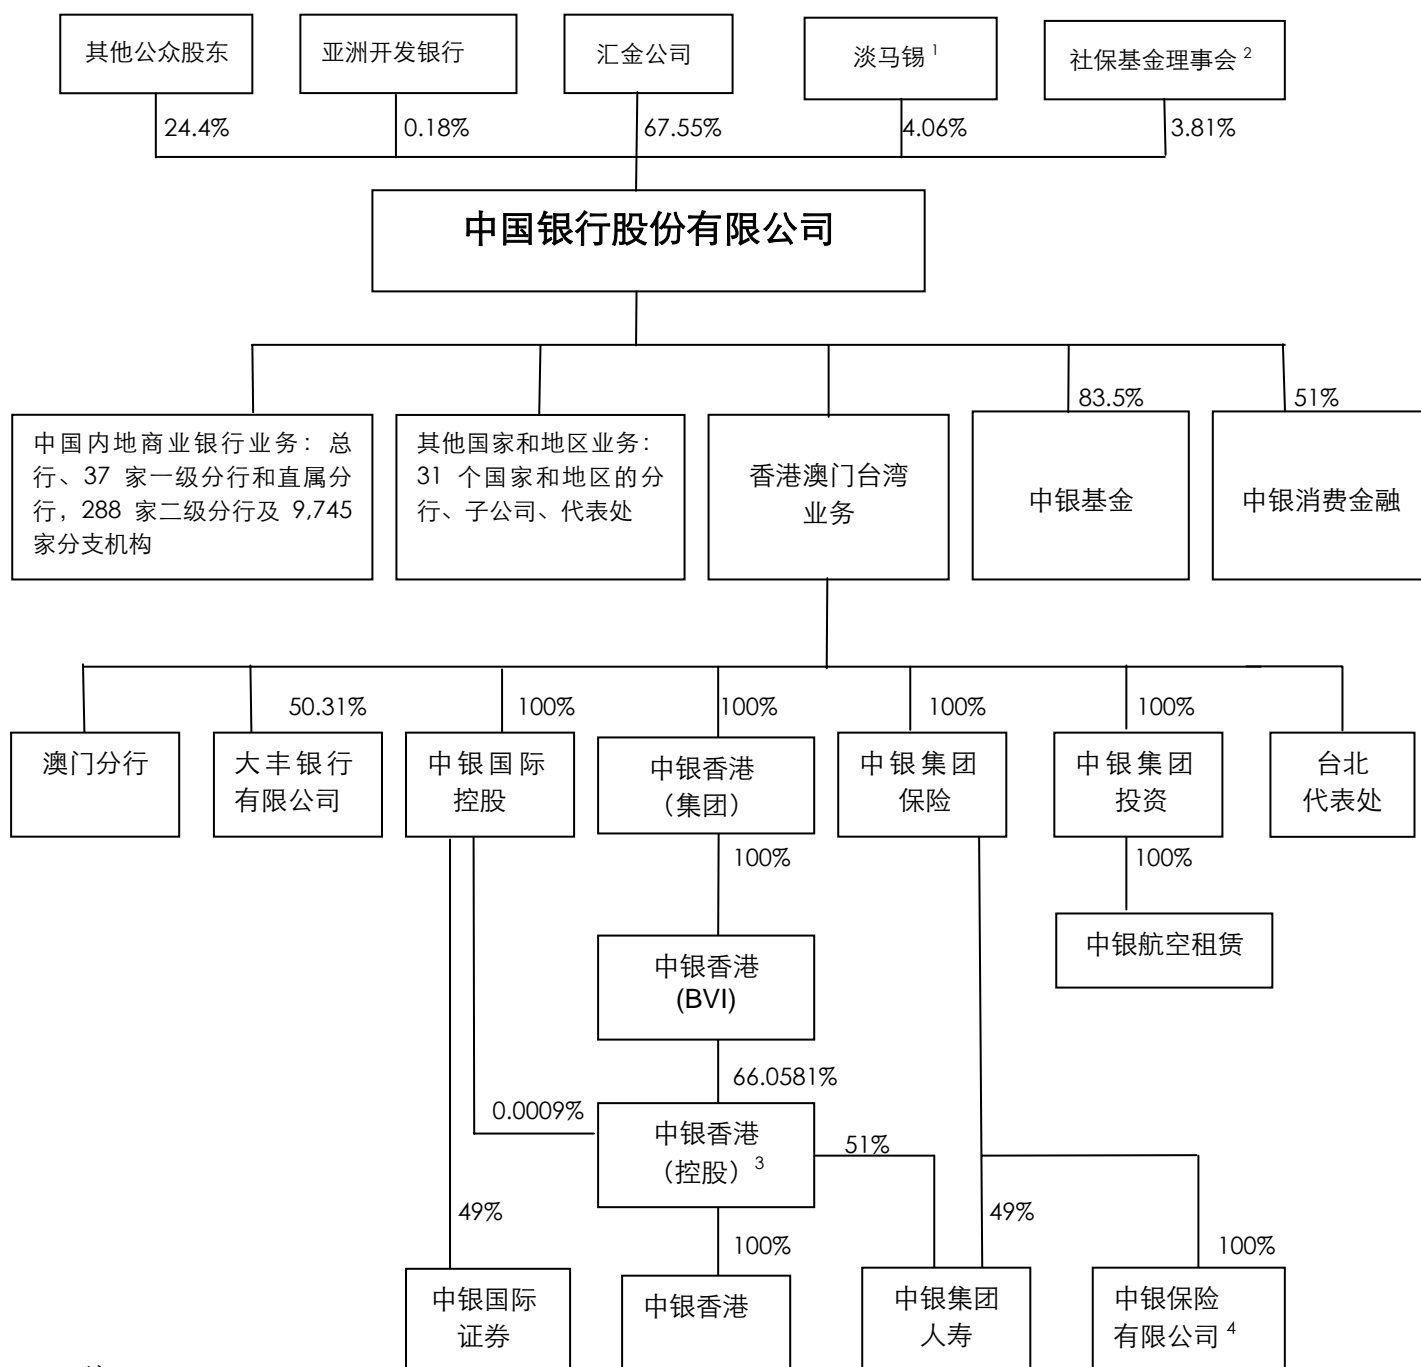 其他公众股东
亚洲开发银行
汇金公司
淡马锡 1
社保基金理事会 2
24.4%
0.18%
67.55%
4.06%
3.81%
中国银行股份有限公司
83.5%
51%
中国内地商业银行业务：总
行、37 家一级分行和直属分
行，288 家二级分行及 9,745
家分支机构
其他国家和地区业务：
31 个国家和地区的分
行、子公司、代表处
香港澳门台湾
业务
中银基金
中银消费金融
50.31%
100%
100%
100%
100%
澳门分行
大丰银行
有限公司
中银国际
控股
中银香港
（集团）
中银集团
保险
中银集团
投资
台北
代表处
100%
100%
中银航空租赁
中银香港
(BVI)
66.0581%
0.0009%
中银香港
（控股）3
51%
49%
100%
49%
100%
中银国际
证券
中银香港
中银集团
人寿
中银保险
有限公司 4